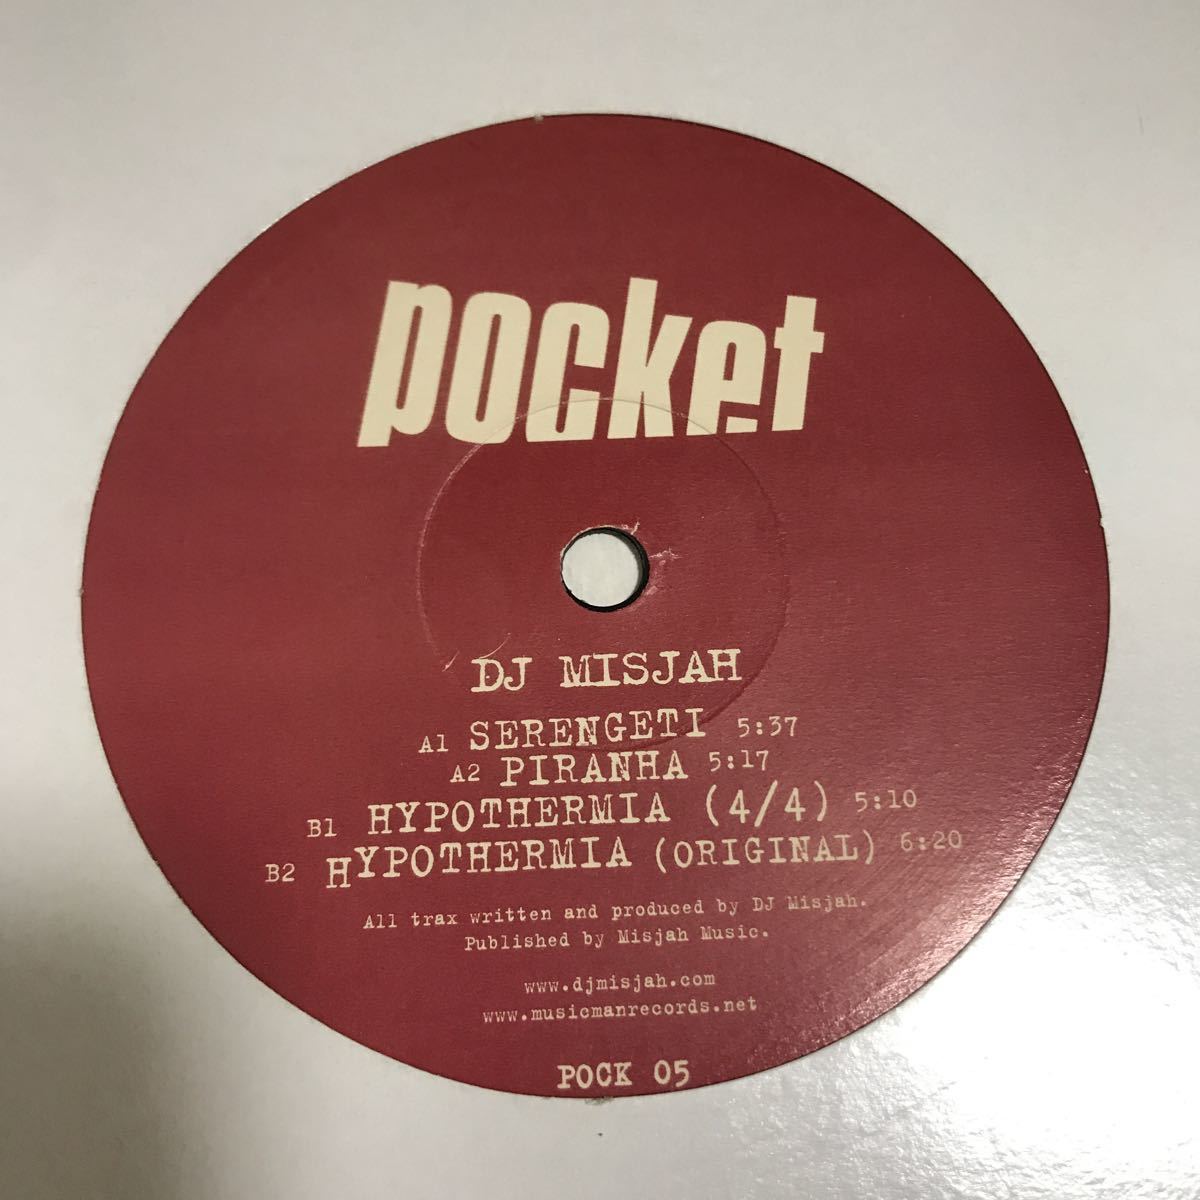 pocket
DJ MISJAH
A1 SERENGETI 5:37
A2 PIRANHA 5:17
B1 HYPOTHERMIA (4/4) 5:10
B2 HYPOTHERMIA (ORIGINAL) 6:20
All trax written and produced by DJ Misjah.
Published by Misjah Music.
www.djmisjah.com
www.musicmanrecords.net
POCK 05